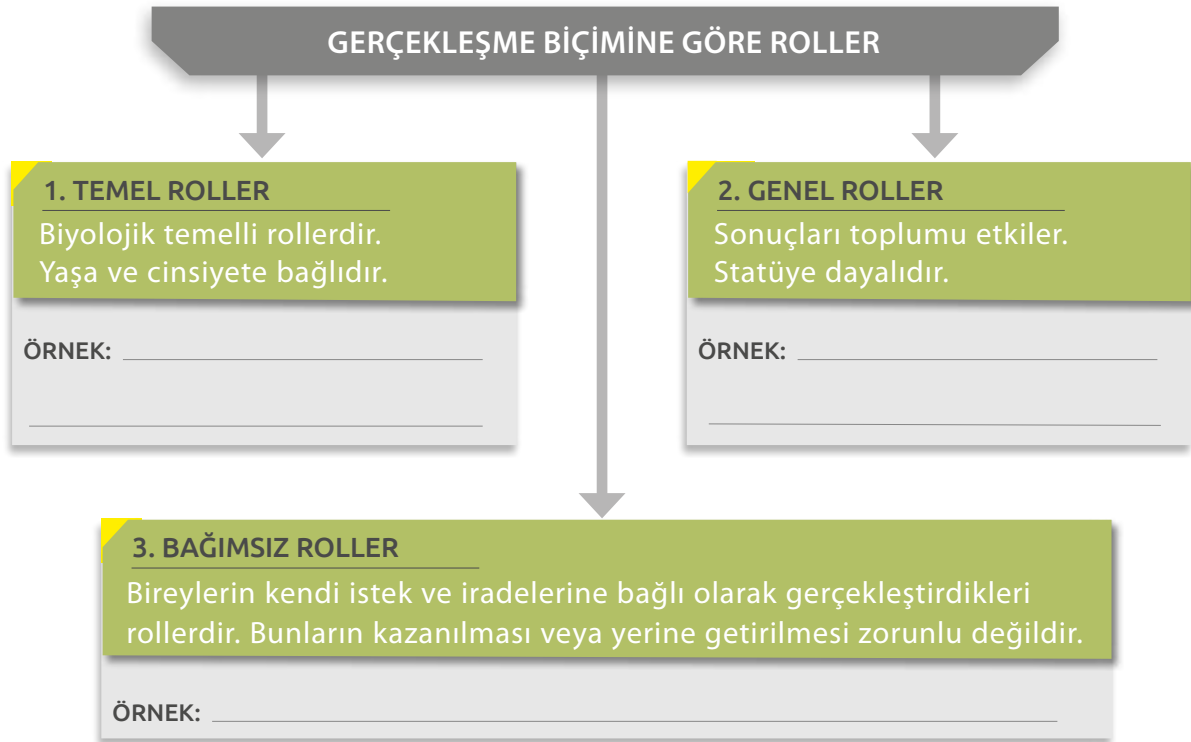 GERÇEKLEŞME BİÇİMİNE GÖRE ROLLER
1. TEMEL ROLLER
Biyolojik temelli rollerdir.
Yaşa ve cinsiyete bağlıdır.
ÖRNEK:
2. GENEL ROLLER
Sonuçları toplumu etkiler.
Statüye dayalıdır.
ÖRNEK:
3. BAĞIMSIZ ROLLER
Bireylerin kendi istek ve iradelerine bağlı olarak gerçekleştirdikleri
rollerdir. Bunların kazanılması veya yerine getirilmesi zorunlu değildir.
ÖRNEK: